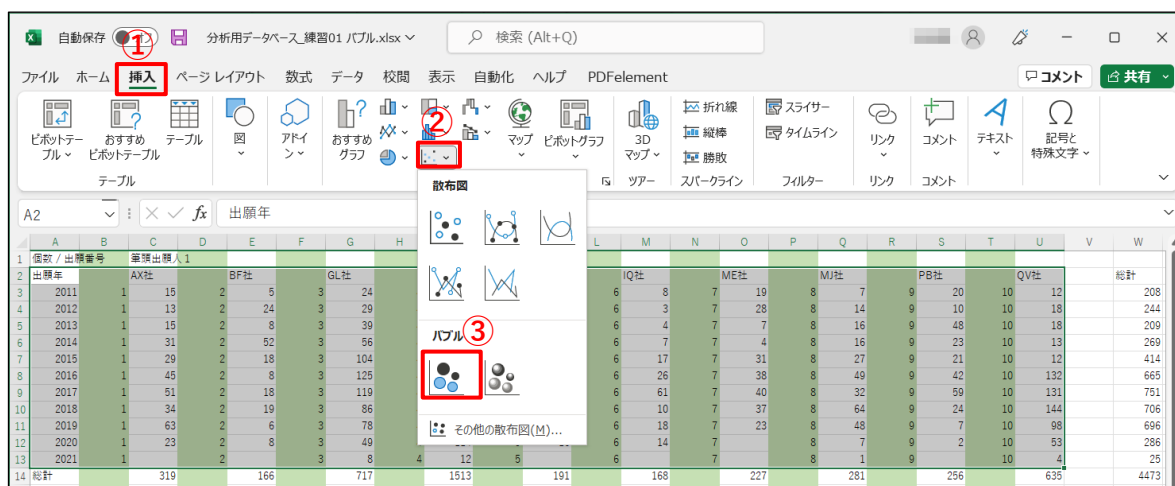 自動保存 オフ 分析用データベース_練習01 バブル.xlsx 検索 (Alt+Q)
①
ファイル ホーム 挿入 ページ レイアウト 数式 データ 校閲 表示 自動化 ヘルプ PDFelement コメント 共有
ピボットテーブル おすすめピボットテーブル テーブル 図 アドイン おすすめグラフ マップ ピボットグラフ 3Dマップ 折れ線 縦棒 勝敗 スライサー タイムライン リンク コメント テキスト 記号と特殊文字
②
テーブル ツアー スパークライン フィルター リンク コメント
散布図
バブル
③
その他の散布図(M)...
A2 fx 出願年
A B C D E F G H L M N O P Q R S T U V W
1 個数 / 出願番号 筆頭出願人1
2 出願年 AX社 BF社 GL社 IQ社 ME社 MJ社 PB社 QV社 総計
3 2011 1 15 2 5 3 24 6 8 7 19 8 7 9 20 10 12 208
4 2012 1 13 2 24 3 29 6 3 7 28 8 14 9 10 10 18 244
5 2013 1 15 2 8 3 39 6 4 7 7 8 16 9 48 10 18 209
6 2014 1 31 2 52 3 56 6 7 7 4 8 16 9 23 10 13 269
7 2015 1 29 2 18 3 104 6 17 7 31 8 27 9 21 10 12 414
8 2016 1 45 2 8 3 125 6 26 7 38 8 49 9 42 10 132 665
9 2017 1 51 2 18 3 119 6 61 7 40 8 32 9 59 10 131 751
10 2018 1 34 2 19 3 86 6 10 7 37 8 64 9 24 10 144 706
11 2019 1 63 2 6 3 78 6 18 7 23 8 48 9 7 10 98 696
12 2020 1 23 2 8 3 49 6 14 7 8 7 9 2 10 53 286
13 2021 1 2 3 8 4 12 5 6 7 8 1 9 10 4 25
14 総計 319 166 717 1513 191 168 227 281 256 635 4473